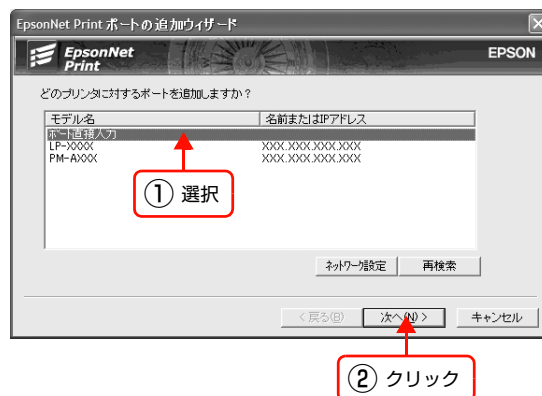 EpsonNet Print ポートの追加ウィザード
EpsonNet
Print
EPSON
どのプリンタに対するポートを追加しますか?
モデル名 名前またはIPアドレス
ポート直接入力
LP-XXXX XXX.XXX.XXX.XXX
PM-AXXX XXX.XXX.XXX.XXX
① 選択
ネットワーク設定 再検索
< 戻る(B) 次へ(N) > キャンセル
② クリック